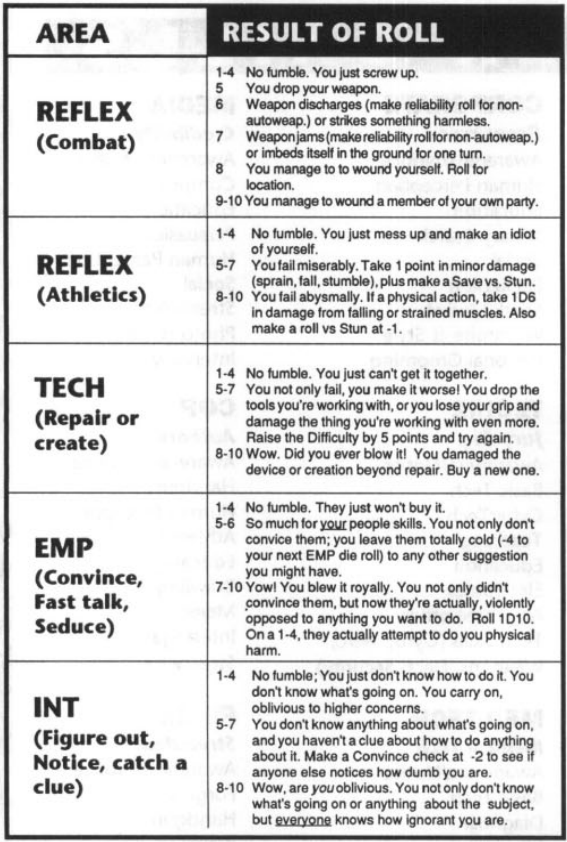 AREA
RESULT OF ROLL
REFLEX
(Combat)
1-4 No fumble. You just screw up.
5 You drop your weapon.
6 Weapon discharges (make reliability roll for non-
autoweap.) or strikes something harmless.
7 Weapon jams (make reliability roll for non-autoweap.)
or imbeds itself in the ground for one turn.
8 You manage to to wound yourself. Roll for
location.
9-10 You manage to wound a member of your own party.
REFLEX
(Athletics)
1-4 No fumble. You just mess up and make an idiot
of yourself.
5-7 You fail miserably. Take 1 point in minor damage
(sprain, fall, stumble), plus make a Save vs. Stun.
8-10 You fail abysmally. If a physical action, take 1D6
in damage from falling or strained muscles. Also
make a roll vs Stun at -1.
TECH
(Repair or
create)
1-4 No fumble. You just can't get it together.
5-7 You not only fail, you make it worse! You drop the
tools you're working with, or you lose your grip and
damage the thing you're working with even more.
Raise the Difficulty by 5 points and try again.
8-10 Wow. Did you ever blow it! You damaged the
device or creation beyond repair. Buy a new one.
EMP
(Convince,
Fast talk,
Seduce)
1-4 No fumble. They just won't buy it.
5-6 So much for your people skills. You not only don't
convice them; you leave them totally cold (-4 to
your next EMP die roll) to any other suggestion
you might have.
7-10 Yow! You blew it royally. You not only didn't
convince them, but now they're actually, violently
opposed to anything you want to do. Roll 1D10.
On a 1-4, they actually attempt to do you physical
harm.
INT
(Figure out,
Notice, catch a
clue)
1-4 No fumble; You just don't know how to do it. You
don't know what's going on. You carry on,
oblivious to higher concerns.
5-7 You don't know anything about what's going on,
and you haven't a clue about how to do anything
about it. Make a Convince check at -2 to see if
anyone else notices how dumb you are.
8-10 Wow, are you oblivious. You not only don't know
what's going on or anything about the subject,
but everyone knows how ignorant you are.